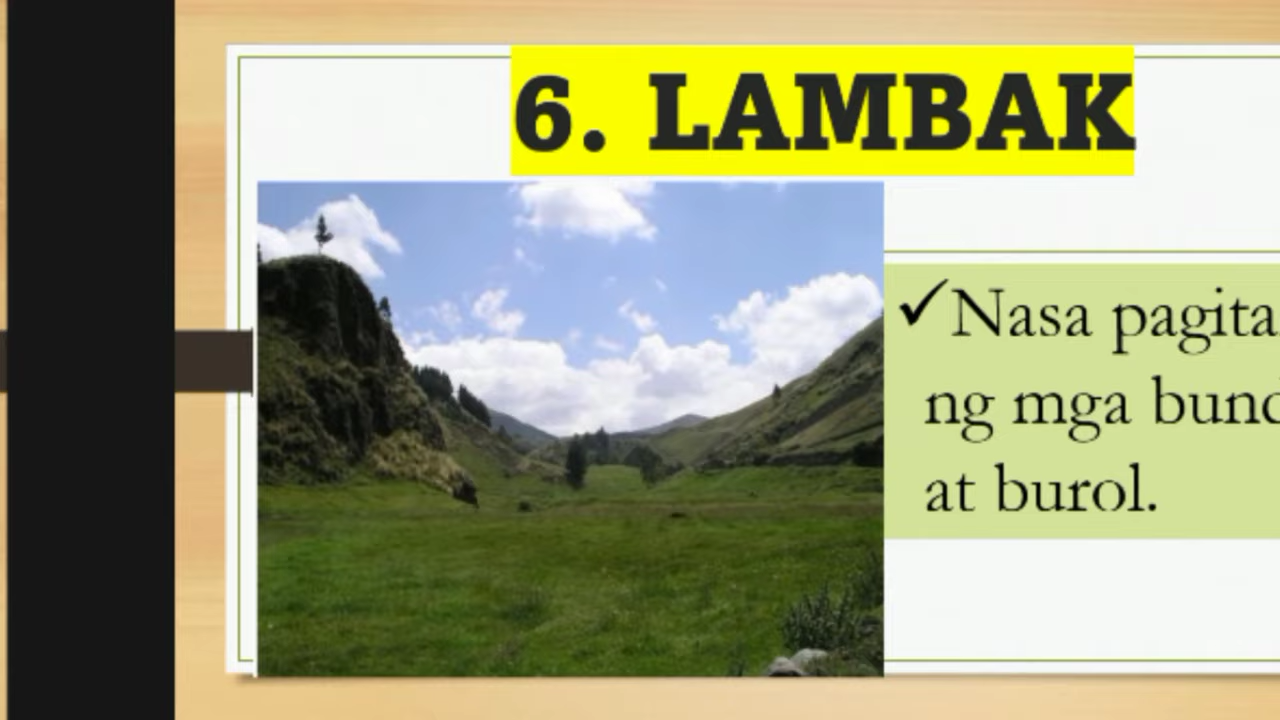 6. LAMBAK
✓Nasa pagita
ng mga bund
at burol.